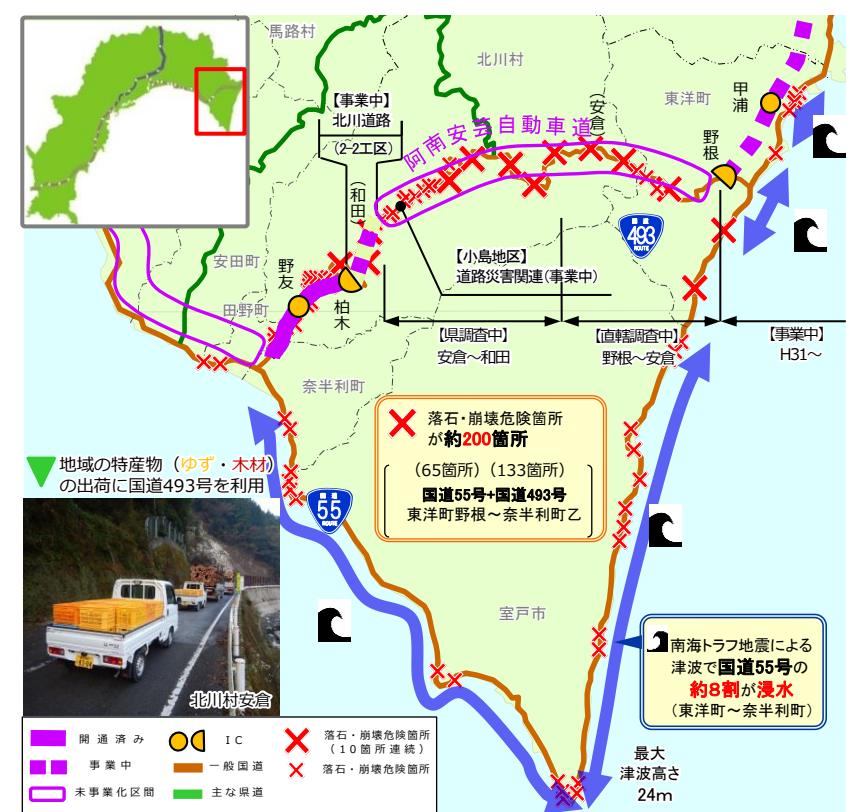 馬路村
北川村
東洋町
甲浦
野根
【事業中】
北川道路
(2-2工区)
阿南安芸自動車道
(安倉)
(和田)
国道
493
ROUTE
【小島地区】
道路災害関連(事業中)
安田町
野友
田野町
柏木
【県調査中】
安倉～和田
【直轄調査中】
野根～安倉
【事業中】
H31～
奈半利町
落石・崩壊危険箇所
が約200箇所
(65箇所)(133箇所)
国道55号+国道493号
東洋町野根～奈半利町乙
地域の特産物(ゆず・木材)
の出荷に国道493号を利用
国道
55
ROUTE
北川村安倉
室戸市
南海トラフ地震による
津波で国道55号の
約8割が浸水
(東洋町～奈半利町)
最大
津波高さ
24m
開通済み
IC
落石・崩壊危険箇所
(10箇所連続)
事業中
一般国道
落石・崩壊危険箇所
未事業化区間
主な県道